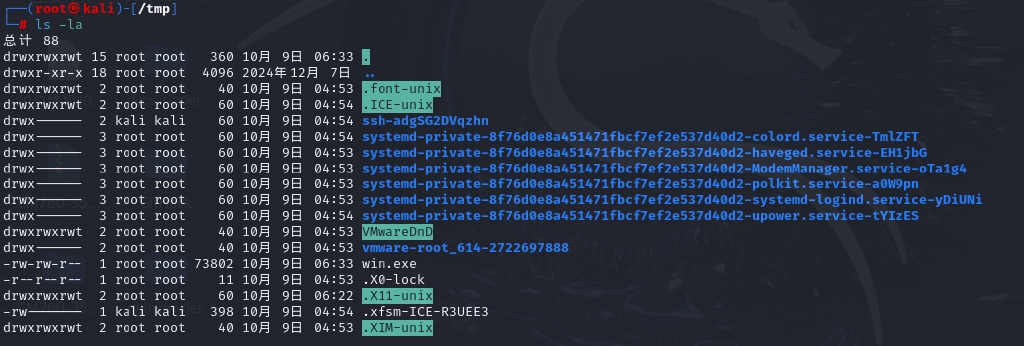 ┌──(root㉿kali)-[/tmp]
└─# ls -la
总计 88
drwxrwxrwt 15 root root   360 10月  9日 06:33 .
drwxr-xr-x 18 root root  4096 2024年12月  7日 ..
drwxrwxrwt  2 root root    40 10月  9日 04:53 .font-unix
drwxrwxrwt  2 root root    60 10月  9日 04:54 .ICE-unix
drwx------  2 kali kali    60 10月  9日 04:54 ssh-adgSG2DVqzhn
drwx------  3 root root    60 10月  9日 04:54 systemd-private-8f76d0e8a451471fbcf7ef2e537d40d2-colord.service-TmlZFT
drwx------  3 root root    60 10月  9日 04:53 systemd-private-8f76d0e8a451471fbcf7ef2e537d40d2-haveged.service-EH1jbG
drwx------  3 root root    60 10月  9日 04:53 systemd-private-8f76d0e8a451471fbcf7ef2e537d40d2-ModemManager.service-oTa1g4
drwx------  3 root root    60 10月  9日 04:53 systemd-private-8f76d0e8a451471fbcf7ef2e537d40d2-polkit.service-a0W9pn
drwx------  3 root root    60 10月  9日 04:53 systemd-private-8f76d0e8a451471fbcf7ef2e537d40d2-systemd-logind.service-yDiUNi
drwx------  3 root root    60 10月  9日 04:54 systemd-private-8f76d0e8a451471fbcf7ef2e537d40d2-upower.service-tYIzES
drwxrwxrwt  2 root root    40 10月  9日 04:53 VMwareDnD
drwx------  2 root root    40 10月  9日 04:53 vmware-root_614-2722697888
-rw-rw-r--  1 root root 73802 10月  9日 06:33 win.exe
-r--r--r--  1 root root    11 10月  9日 04:53 .X0-lock
drwxrwxrwt  2 root root    60 10月  9日 06:22 .X11-unix
-rw-------  1 kali kali   398 10月  9日 04:54 .xfsm-ICE-R3UEE3
drwxrwxrwt  2 root root    40 10月  9日 04:53 .XIM-unix